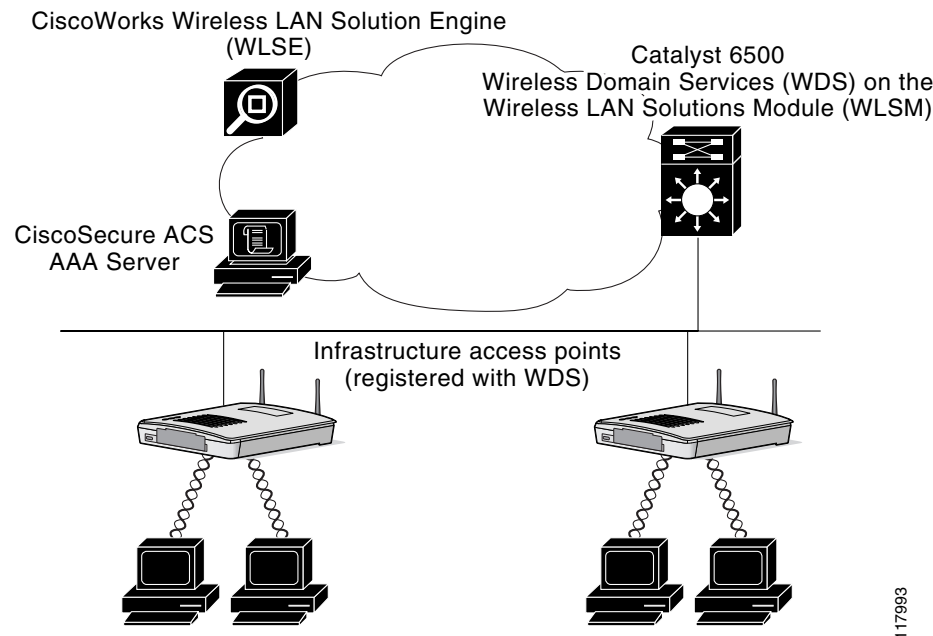 CiscoWorks Wireless LAN Solution Engine
(WLSE)
Catalyst 6500
Wireless Domain Services (WDS) on the
Wireless LAN Solutions Module (WLSM)
CiscoSecure ACS
AAA Server
Infrastructure access points
(registered with WDS)
117993